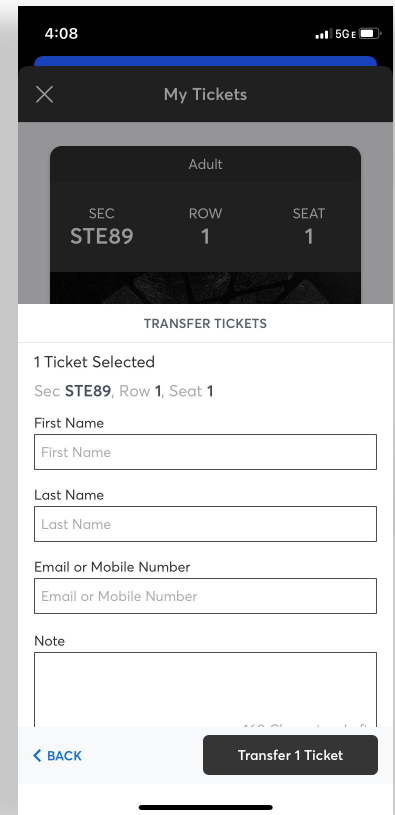 4:08
5GE
My Tickets
Adult
SEC ROW SEAT
STE89 1 1
TRANSFER TICKETS
1 Ticket Selected
Sec STE89, Row 1, Seat 1
First Name
First Name
Last Name
Last Name
Email or Mobile Number
Email or Mobile Number
Note
BACK
Transfer 1 Ticket